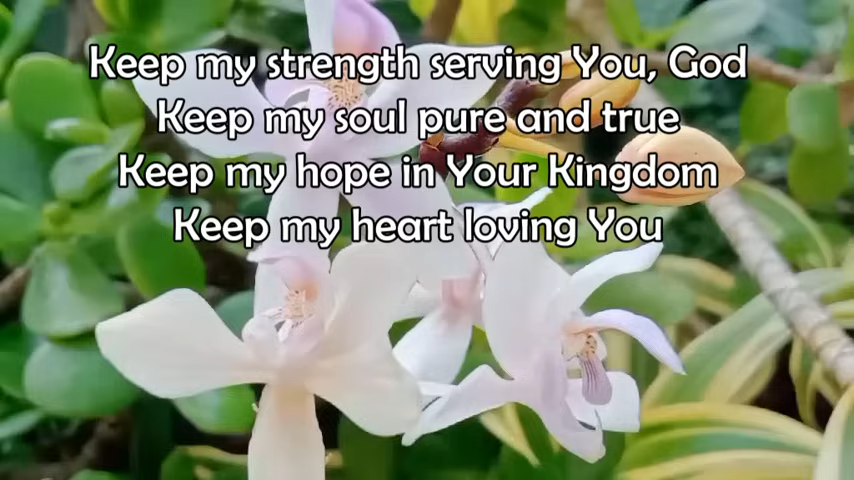 Keep my strength serving You, God
Keep my soul pure and true
Keep my hope in Your Kingdom
Keep my heart loving You